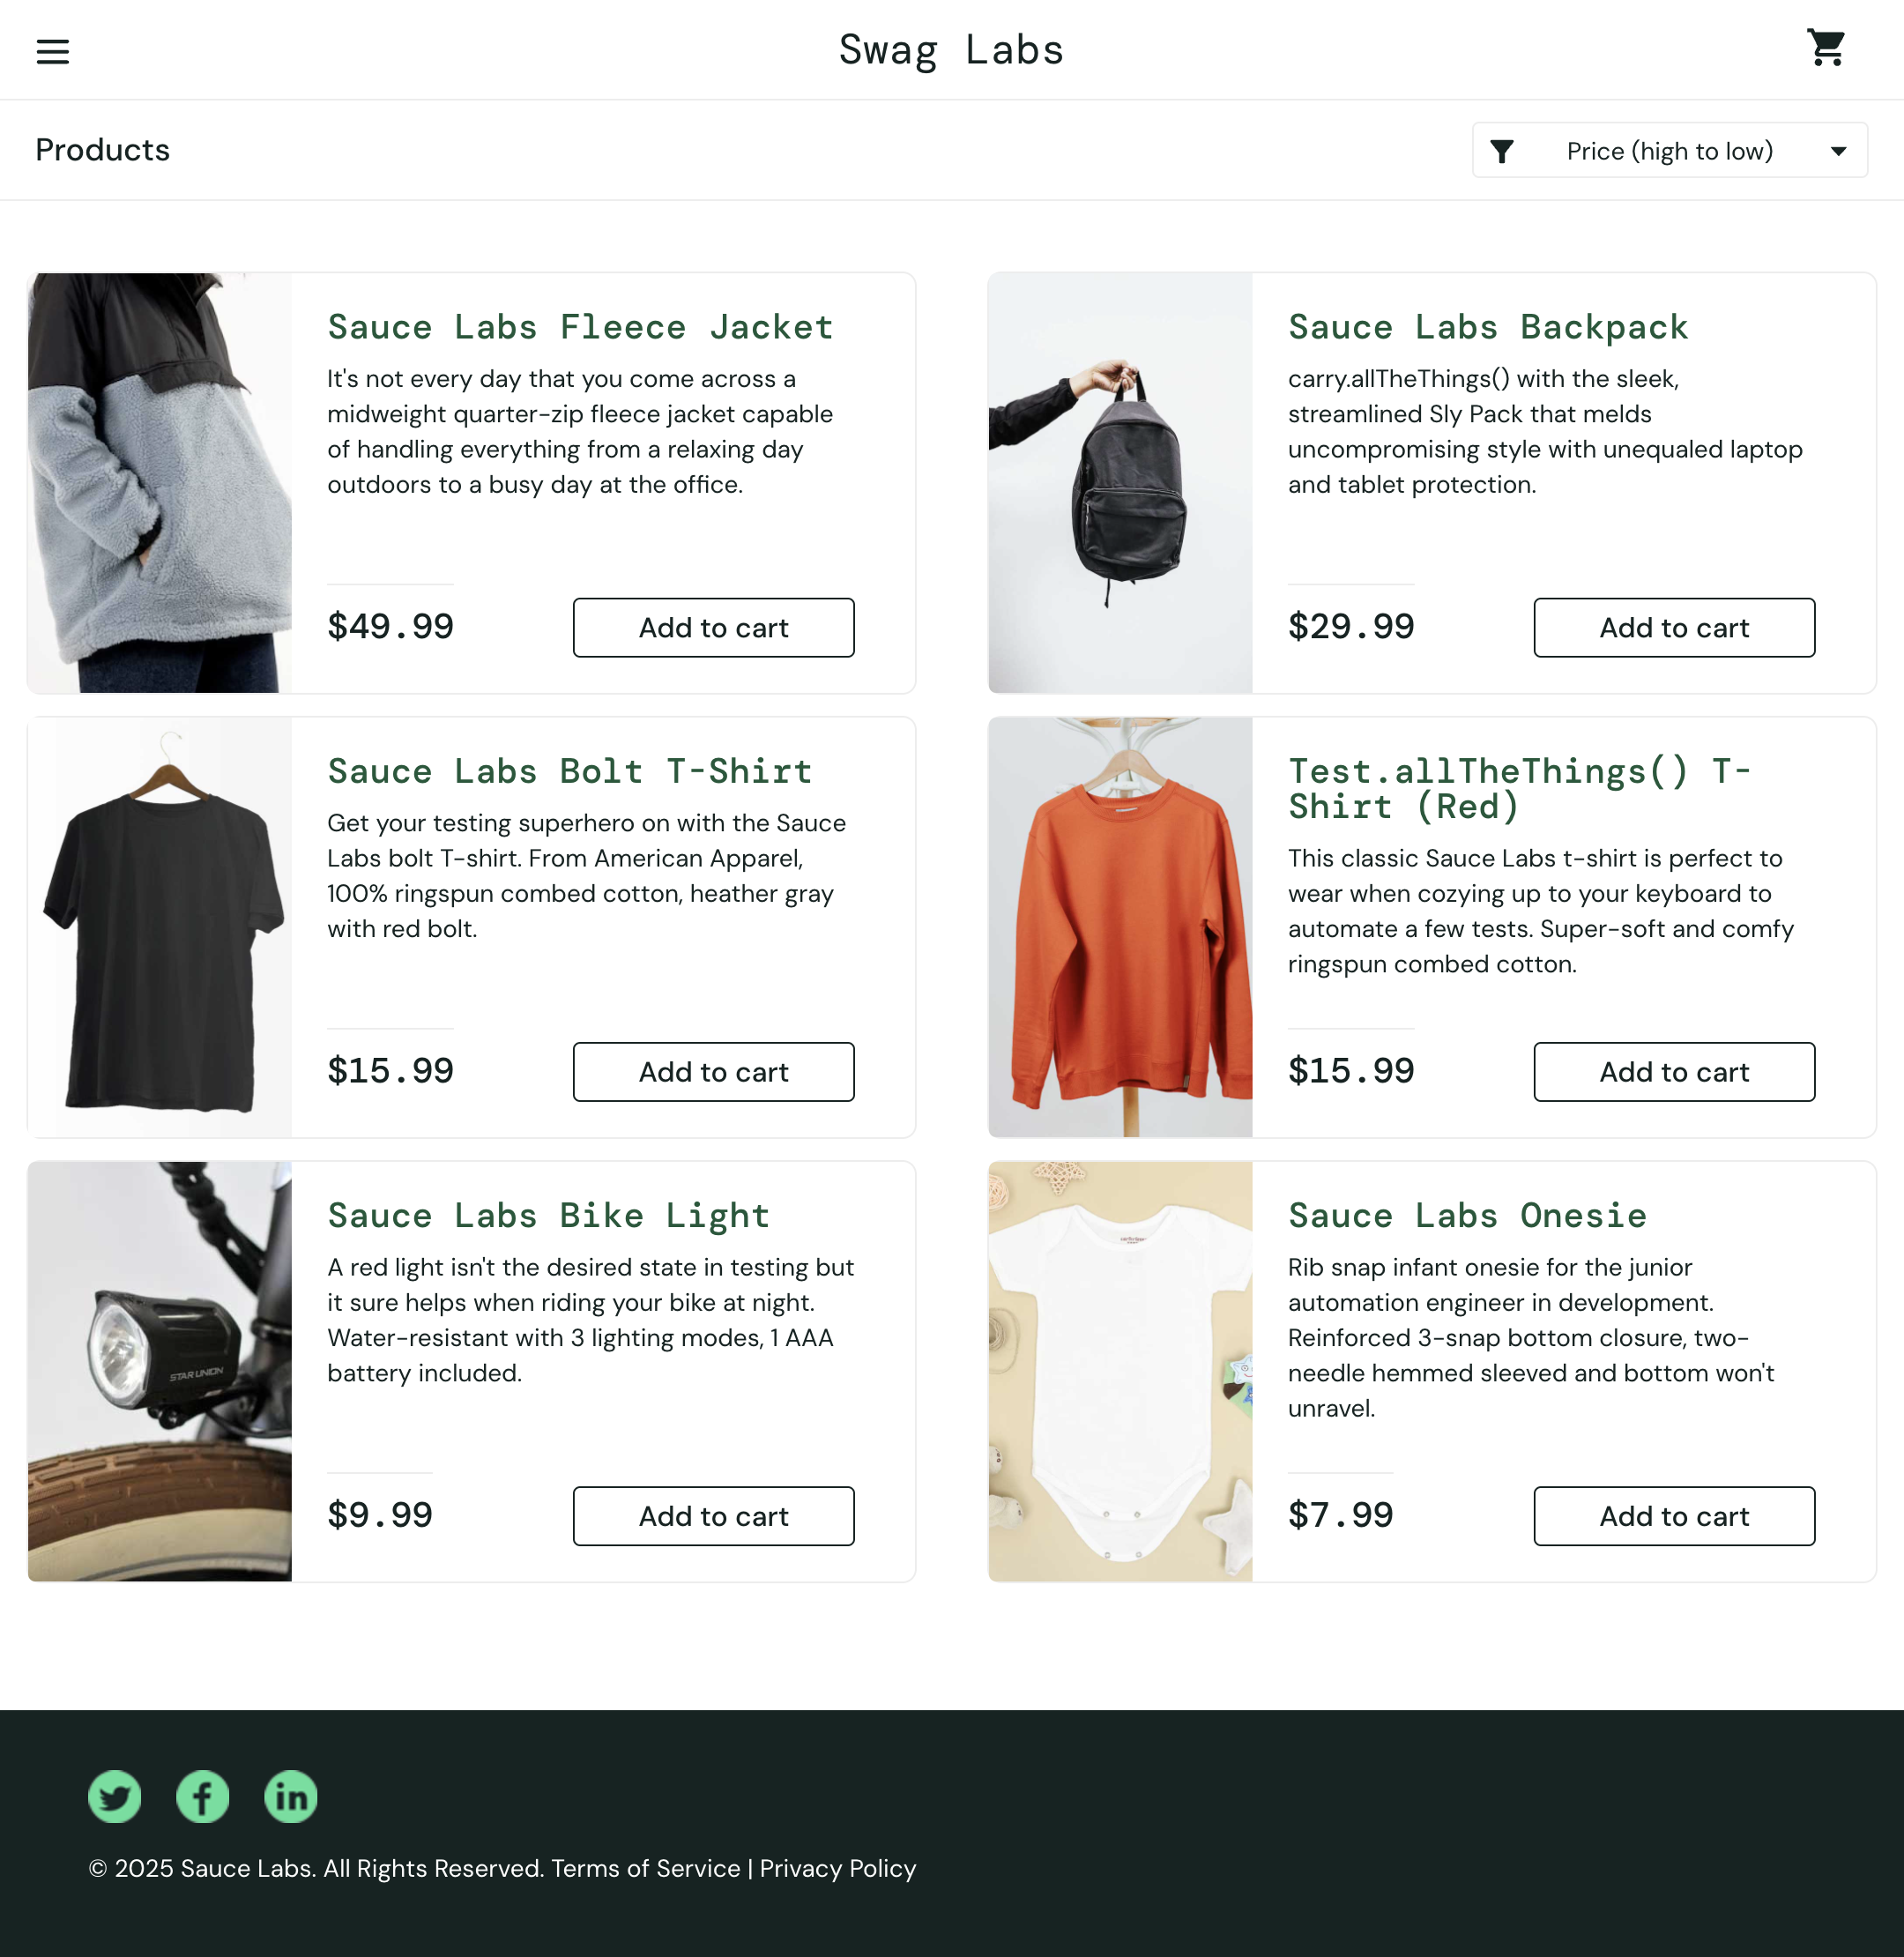 Swag Labs
Products
Price (high to low)
Sauce Labs Fleece Jacket
It's not every day that you come across a
midweight quarter-zip fleece jacket capable
of handling everything from a relaxing day
outdoors to a busy day at the office.
$49.99
Add to cart
Sauce Labs Backpack
carry.allTheThings() with the sleek,
streamlined Sly Pack that melds
uncompromising style with unequaled laptop
and tablet protection.
$29.99
Add to cart
Sauce Labs Bolt T-Shirt
Get your testing superhero on with the Sauce
Labs bolt T-shirt. From American Apparel,
100% ringspun combed cotton, heather gray
with red bolt.
$15.99
Add to cart
Test.allTheThings() T-
Shirt (Red)
This classic Sauce Labs t-shirt is perfect to
wear when cozying up to your keyboard to
automate a few tests. Super-soft and comfy
ringspun combed cotton.
$15.99
Add to cart
STAR UNION
Sauce Labs Bike Light
A red light isn't the desired state in testing but
it sure helps when riding your bike at night.
Water-resistant with 3 lighting modes, 1 AAA
battery included.
$9.99
Add to cart
Sauce Labs Onesie
Rib snap infant onesie for the junior
automation engineer in development.
Reinforced 3-snap bottom closure, two-
needle hemmed sleeved and bottom won't
unravel.
$7.99
Add to cart
© 2025 Sauce Labs. All Rights Reserved. Terms of Service | Privacy Policy